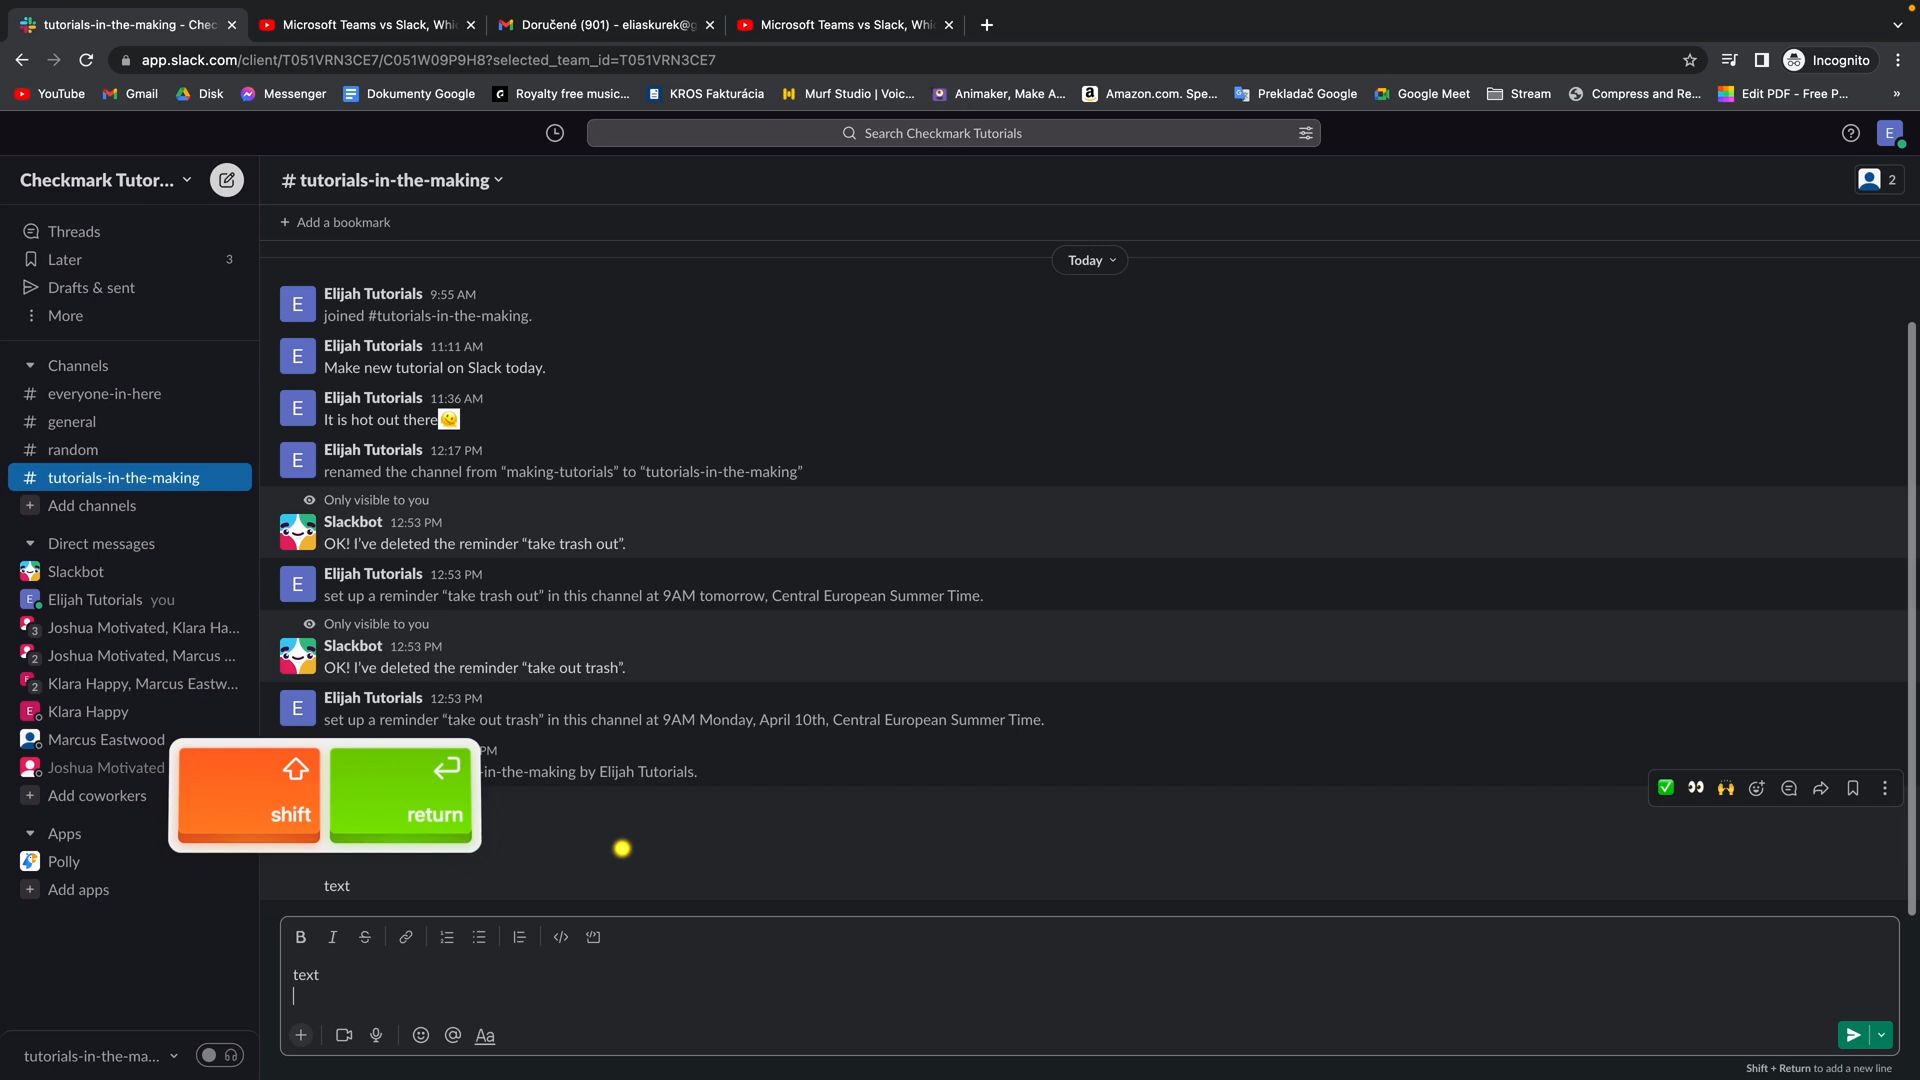 tutorials-in-the-making - Chec
Microsoft Teams vs Slack, Whi
Doručené (901) - eliaskurek@g
Microsoft Teams vs Slack, Whi
app.slack.com/client/T051VRN3CE7/C051W09P9H8?selected_team_id=T051VRN3CE7
Incognito
YouTube
Gmail
Disk
Messenger
Dokumenty Google
Royalty free music...
KROS Fakturácia
Murf Studio | Voic...
Animaker, Make A...
Amazon.com. Spe...
Prekladač Google
Google Meet
Stream
Compress and Re...
Edit PDF - Free P...
»
Search Checkmark Tutorials
E
Checkmark Tutor...
# tutorials-in-the-making
2
Add a bookmark
Threads
Later 3
Drafts & sent
More
Channels
# everyone-in-here
# general
# random
# tutorials-in-the-making
+ Add channels
Direct messages
Slackbot
E Elijah Tutorials you
3 Joshua Motivated, Klara Ha...
2 Joshua Motivated, Marcus ...
2 Klara Happy, Marcus Eastw...
E Klara Happy
Marcus Eastwood
Joshua Motivated
+ Add coworkers
Apps
Polly
+ Add apps
tutorials-in-the-ma...
Today
E Elijah Tutorials 9:55 AM
joined #tutorials-in-the-making.
E Elijah Tutorials 11:11 AM
Make new tutorial on Slack today.
E Elijah Tutorials 11:36 AM
It is hot out there
E Elijah Tutorials 12:17 PM
renamed the channel from “making-tutorials” to “tutorials-in-the-making”
Only visible to you
Slackbot 12:53 PM
OK! I’ve deleted the reminder “take trash out”.
E Elijah Tutorials 12:53 PM
set up a reminder “take trash out” in this channel at 9AM tomorrow, Central European Summer Time.
Only visible to you
Slackbot 12:53 PM
OK! I’ve deleted the reminder “take out trash”.
E Elijah Tutorials 12:53 PM
set up a reminder “take out trash” in this channel at 9AM Monday, April 10th, Central European Summer Time.
PM
-in-the-making by Elijah Tutorials.
shift
return
text
B I S
text
@ Aa
Shift + Return to add a new line